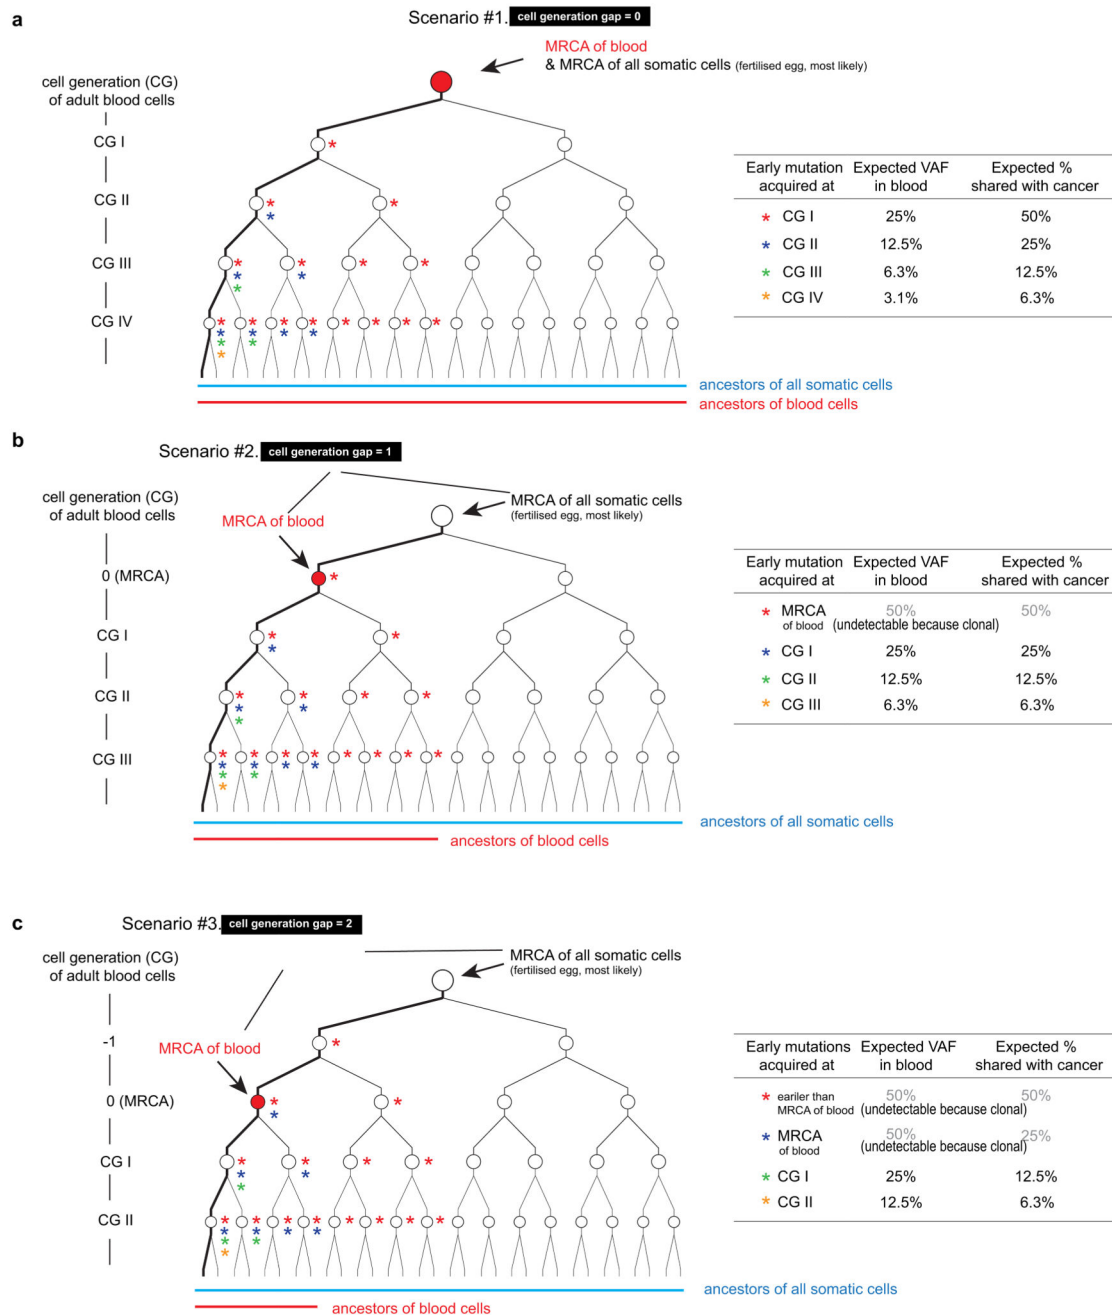 a
Scenario #1. cell generation gap = 0
MRCA of blood
& MRCA of all somatic cells (fertilised egg, most likely)
cell generation (CG)
of adult blood cells
CG I
CG II
CG III
CG IV
* * * * * * * * * * * * * * * * * * * * * * * * * *
Early mutation acquired at Expected VAF in blood Expected % shared with cancer
* CG I 25% 50%
* CG II 12.5% 25%
* CG III 6.3% 12.5%
* CG IV 3.1% 6.3%
ancestors of all somatic cells
ancestors of blood cells
b
Scenario #2. cell generation gap = 1
cell generation (CG)
of adult blood cells
MRCA of all somatic cells
(fertilised egg, most likely)
MRCA of blood
0 (MRCA)
CG I
CG II
CG III
Early mutation acquired at Expected VAF in blood Expected % shared with cancer
* MRCA 50% 50%
of blood (undetectable because clonal)
* CG I 25% 25%
* CG II 12.5% 12.5%
* CG III 6.3% 6.3%
ancestors of all somatic cells
ancestors of blood cells
c
Scenario #3. cell generation gap = 2
cell generation (CG)
of adult blood cells
MRCA of all somatic cells
(fertilised egg, most likely)
-1
MRCA of blood
0 (MRCA)
CG I
CG II
Early mutations acquired at Expected VAF in blood Expected % shared with cancer
* eariler than 50% 50%
MRCA of blood (undetectable because clonal)
* MRCA 50% 25%
of blood (undetectable because clonal)
* CG I 25% 12.5%
* CG II 12.5% 6.3%
ancestors of all somatic cells
ancestors of blood cells